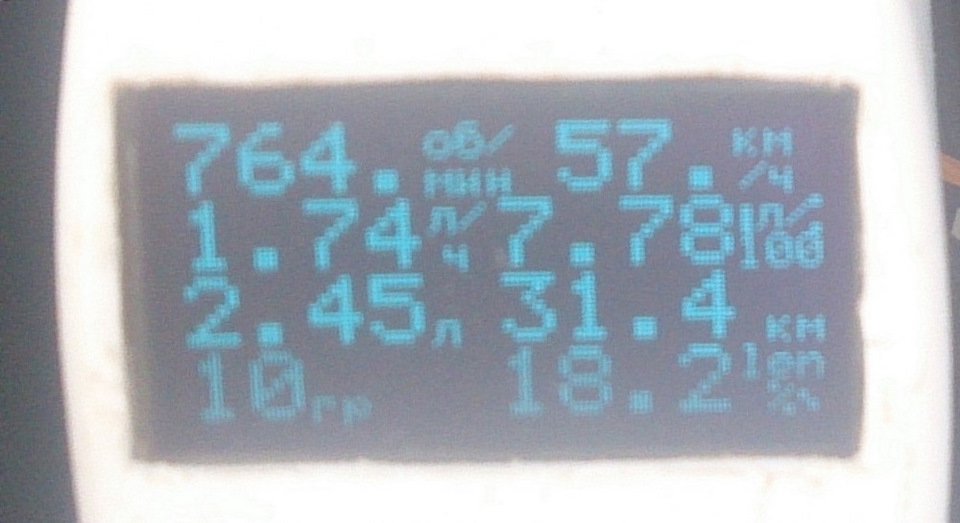 764. об/мин 57. км/ч
1.74 л/ч 7.78 л/100
2.45 л 31.4 км
10 гр 18.2